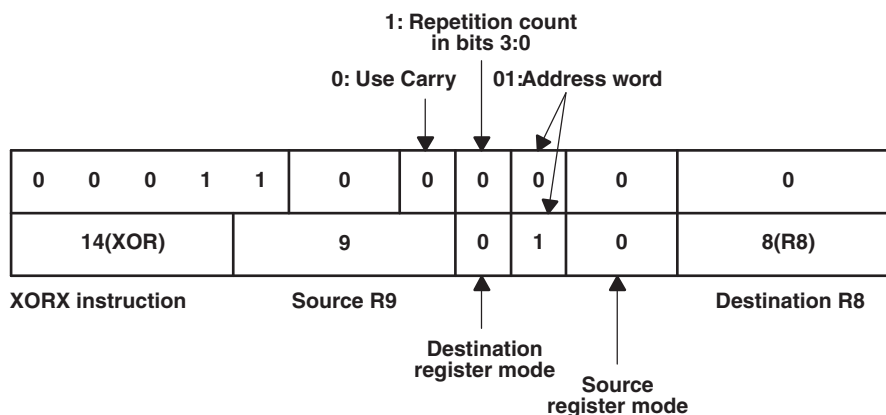 1: Repetition count
in bits 3:0
0: Use Carry 01:Address word
0 0 0 1 1 0 0 0 0 0 0
14(XOR) 9 0 1 0 8(R8)
XORX instruction Source R9 Destination R8
Destination
register mode
Source
register mode